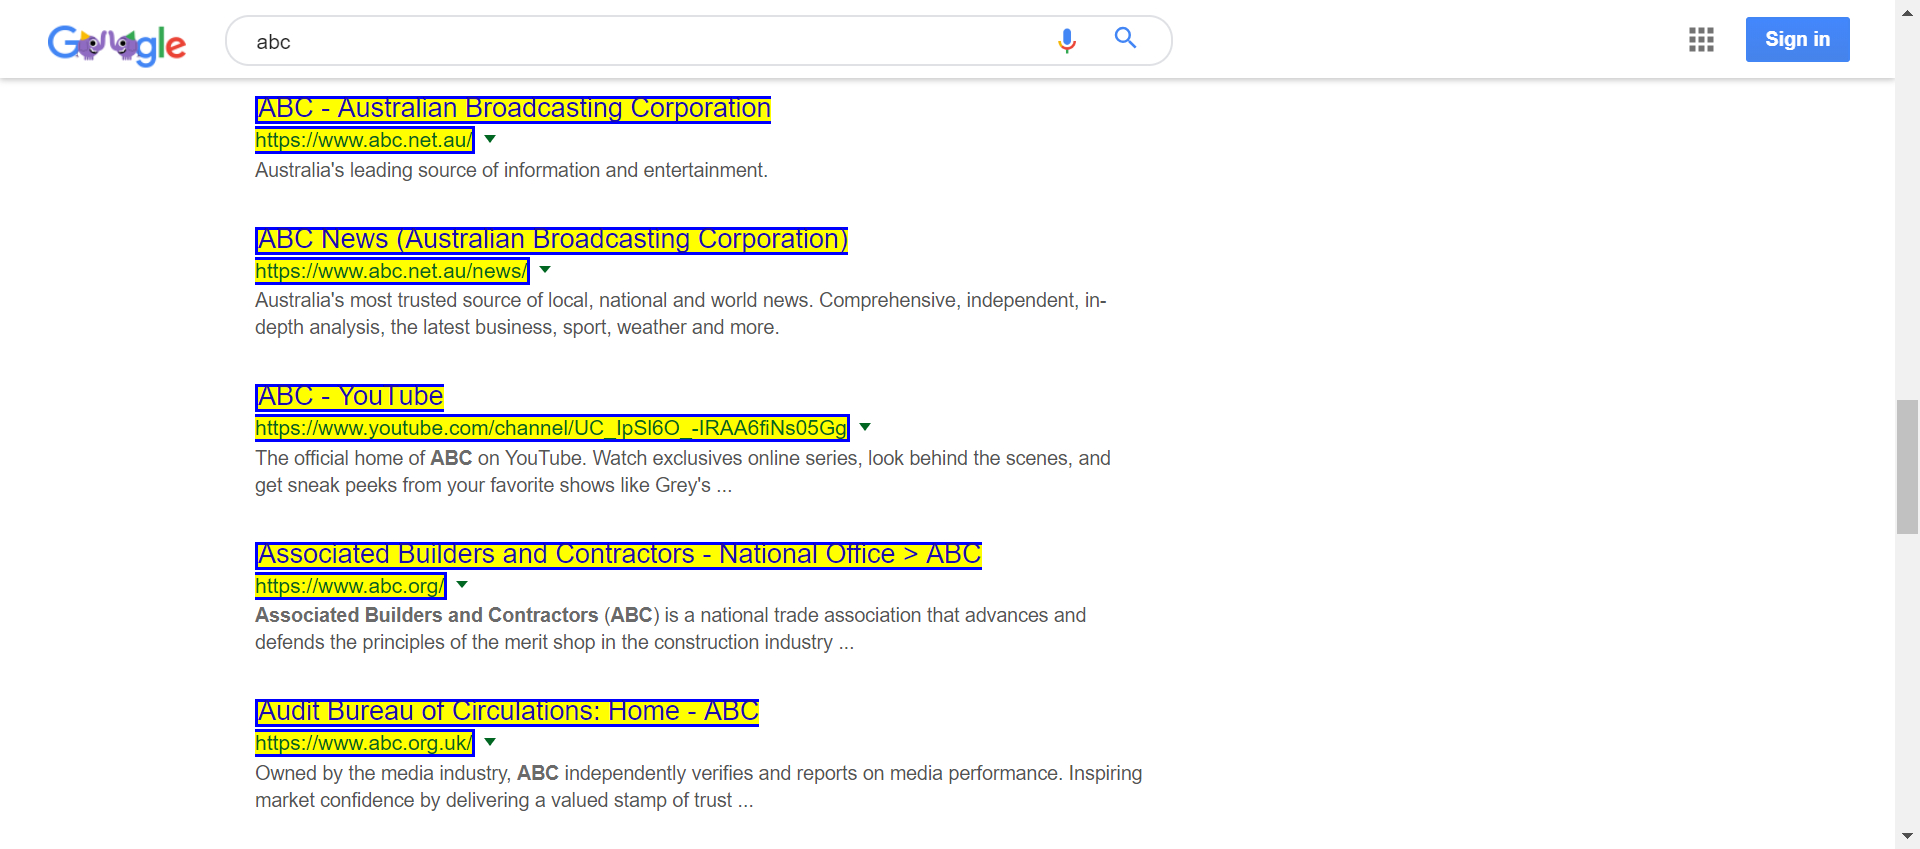 Google
abc
Sign in
ABC - Australian Broadcasting Corporation
https://www.abc.net.au/
Australia's leading source of information and entertainment.
ABC News (Australian Broadcasting Corporation)
https://www.abc.net.au/news/
Australia's most trusted source of local, national and world news. Comprehensive, independent, in-
depth analysis, the latest business, sport, weather and more.
ABC - YouTube
https://www.youtube.com/channel/UC_IpSl6O_-IRAA6fiNs05Gg
The official home of ABC on YouTube. Watch exclusives online series, look behind the scenes, and
get sneak peeks from your favorite shows like Grey's ...
Associated Builders and Contractors - National Office > ABC
https://www.abc.org/
Associated Builders and Contractors (ABC) is a national trade association that advances and
defends the principles of the merit shop in the construction industry ...
Audit Bureau of Circulations: Home - ABC
https://www.abc.org.uk/
Owned by the media industry, ABC independently verifies and reports on media performance. Inspiring
market confidence by delivering a valued stamp of trust ...